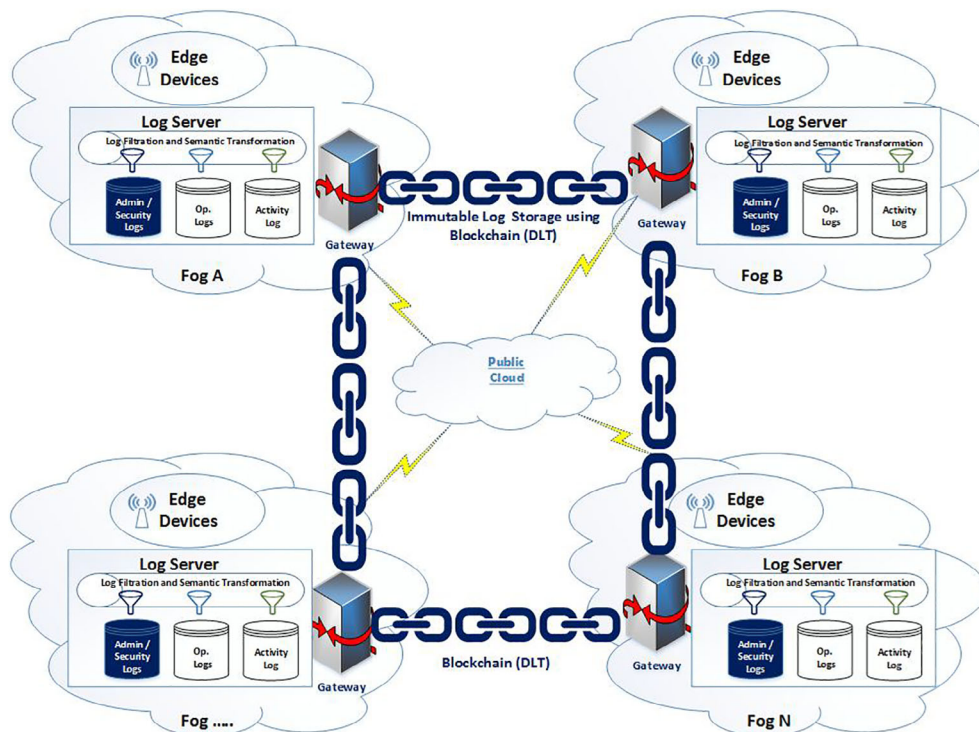 Edge
Devices
Log Server
Log Filtration and Semantic Transformation
Admin /
Security
Logs
Op.
Logs
Activity
Log
Gateway
Fog A
Immutable Log Storage using
Blockchain (DLT)
Edge
Devices
Log Server
Log Filtration and Semantic Transformation
Admin /
Security
Logs
Op.
Logs
Activity
Log
Gateway
Fog B
Public
Cloud
Edge
Devices
Log Server
Log Filtration and Semantic Transformation
Admin /
Security
Logs
Op.
Logs
Activity
Log
Gateway
Fog .....
Blockchain (DLT)
Edge
Devices
Log Server
Log Filtration and Semantic Transformation
Admin /
Security
Logs
Op.
Logs
Activity
Log
Gateway
Fog N